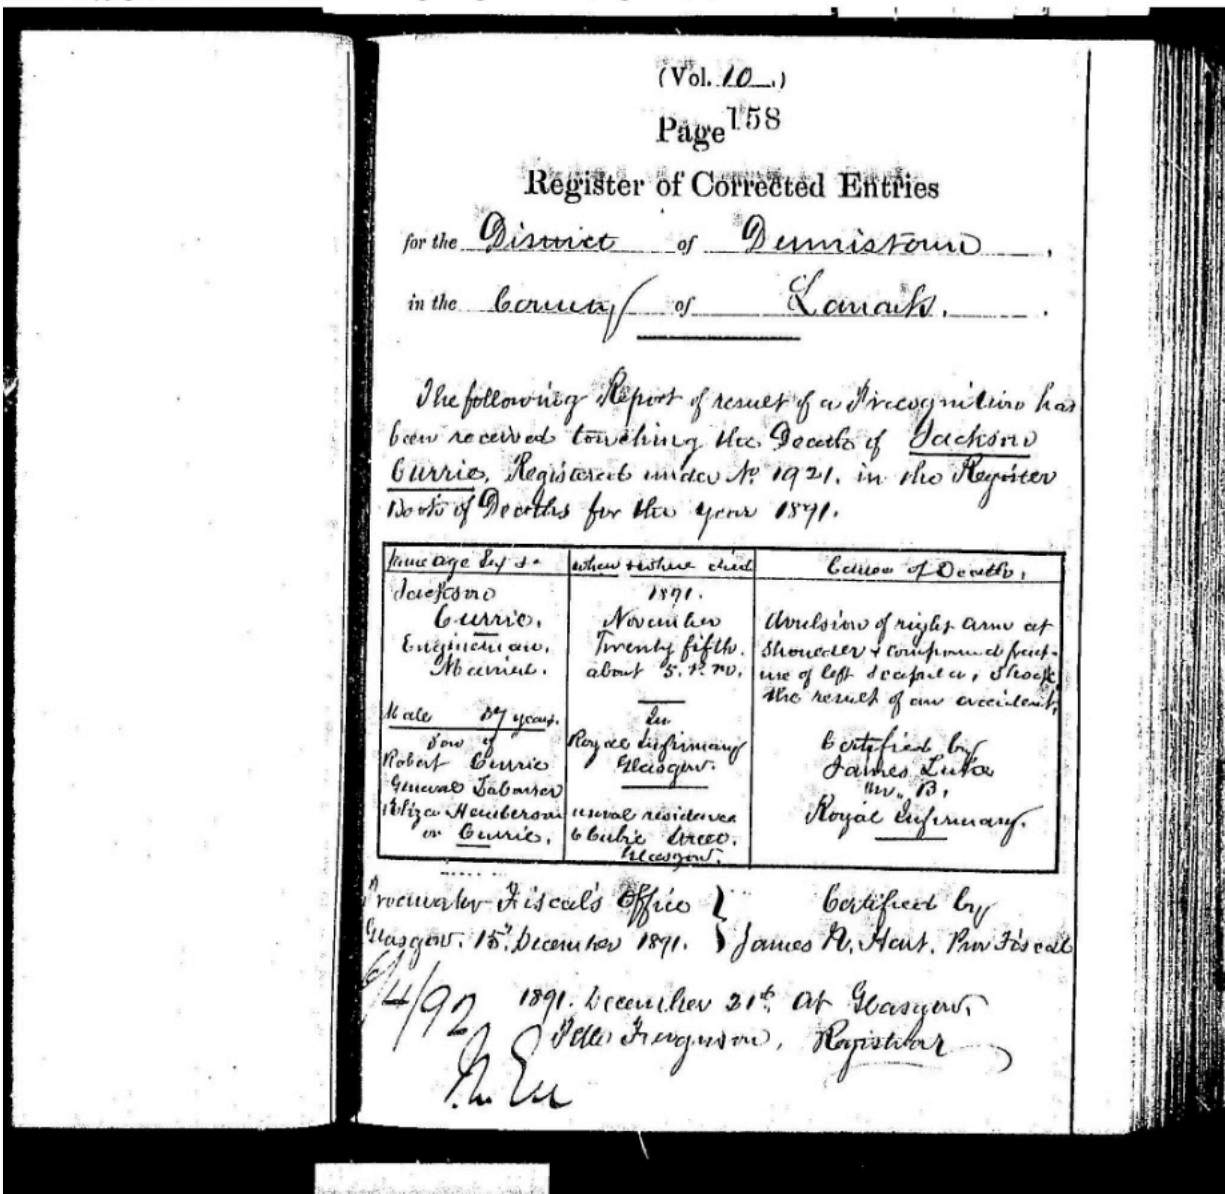 (Vol. 10.)
Page 158
Register of Corrected Entries
for the District of Dennistoun,
in the County of Lanark.
The following Report of result of a Precognition has
been received touching the Death of Jackson
Currie, Registered under No. 1921. in the Register
Book of Deaths for the year 1891.
Name age Sex &c
Jackson
Currie.
Engineman.
Married.
Male 57 years.
Son of
Robert Currie
General Labourer
Eliza Henderson
or Currie.
when & where died
1891.
November
Twenty fifth.
about 5. P.M.
In
Royal Infirmary
Glasgow.
usual residence
6 Street.
Glasgow.
Cause of Death.
Avulsion of right arm at
Shoulder & compound fract-
ure of left Scapula, Shock,
the result of an accident.
Certified by
James
M. B.
Royal Infirmary.
Procurator Fiscal's Office } Certified by
Glasgow. 15th December 1891. } James N. Hart. Pro. Fiscal
/4/92
1891. December 21st. At Glasgow.
Peter Ferguson, Registrar